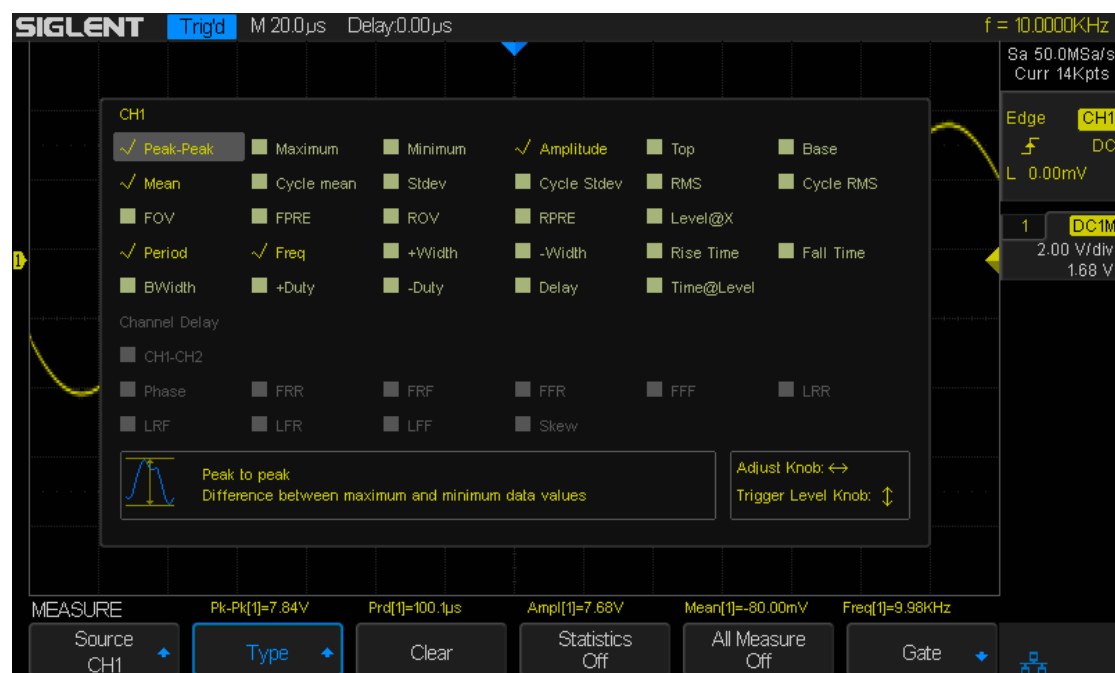 SIGLENT Trig'd M 20.0μs Delay:0.00μs f = 10.0000KHz
Sa 50.0MSa/s
Curr 14Kpts
Edge CH1
DC
L 0.00mV
1 DC1M
2.00 V/div
1.68 V
1
CH1
Peak-Peak Maximum Minimum Amplitude Top Base
Mean Cycle mean Stdev Cycle Stdev RMS Cycle RMS
FOV FPRE ROV RPRE Level@X
Period Freq +Width -Width Rise Time Fall Time
BWidth +Duty -Duty Delay Time@Level
Channel Delay
CH1-CH2
Phase FRR FRF FFR FFF LRR
LRF LFR LFF Skew
Peak to peak
Difference between maximum and minimum data values
Adjust Knob: ↔
Trigger Level Knob: ↕
MEASURE Pk-Pk[1]=7.84V Prd[1]=100.1μs Ampl[1]=7.68V Mean[1]=-80.00mV Freq[1]=9.98KHz
Source
CH1
Type
Clear
Statistics
Off
All Measure
Off
Gate